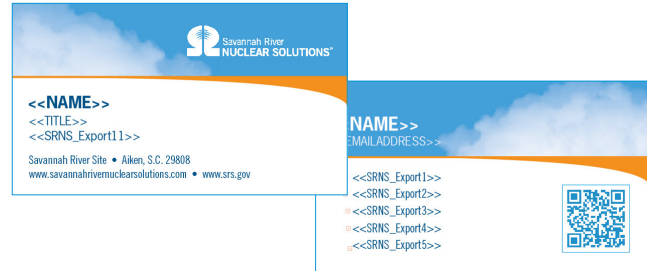 Savannah River
NUCLEAR SOLUTIONS™
<<NAME>>
<<TITLE>>
<<SRNS_Export11>>
Savannah River Site • Aiken, S.C. 29808
www.savannahrivernuclearsolutions.com • www.srs.gov
NAME>>
EMAILADDRESS>>
<<SRNS_Export1>>
<<SRNS_Export2>>
<<SRNS_Export3>>
<<SRNS_Export4>>
<<SRNS_Export5>>